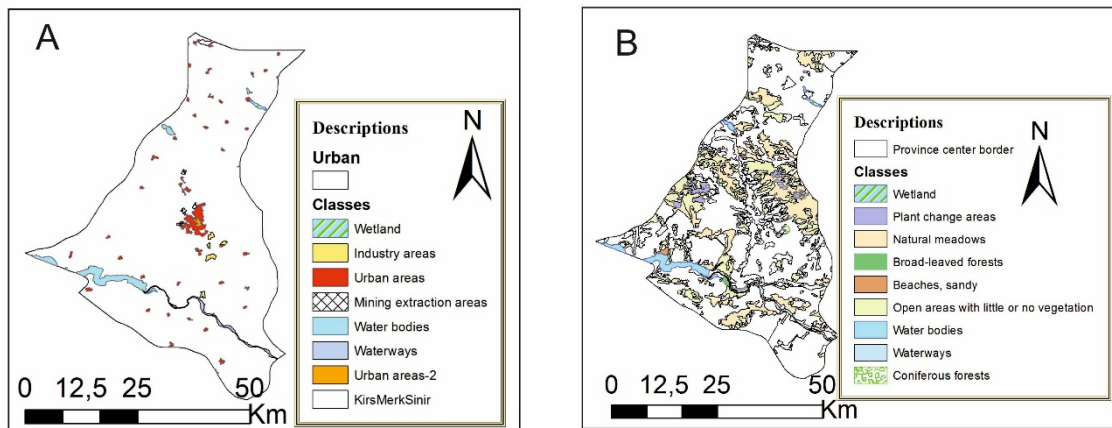 A
N
Descriptions
Urban
Classes
Wetland
Industry areas
Urban areas
Mining extraction areas
Water bodies
Waterways
Urban areas-2
KirsMerkSinir
0 12,5 25 50
Km
B
N
Descriptions
Province center border
Classes
Wetland
Plant change areas
Natural meadows
Broad-leaved forests
Beaches, sandy
Open areas with little or no vegetation
Water bodies
Waterways
Coniferous forests
0 12,5 25 50
Km